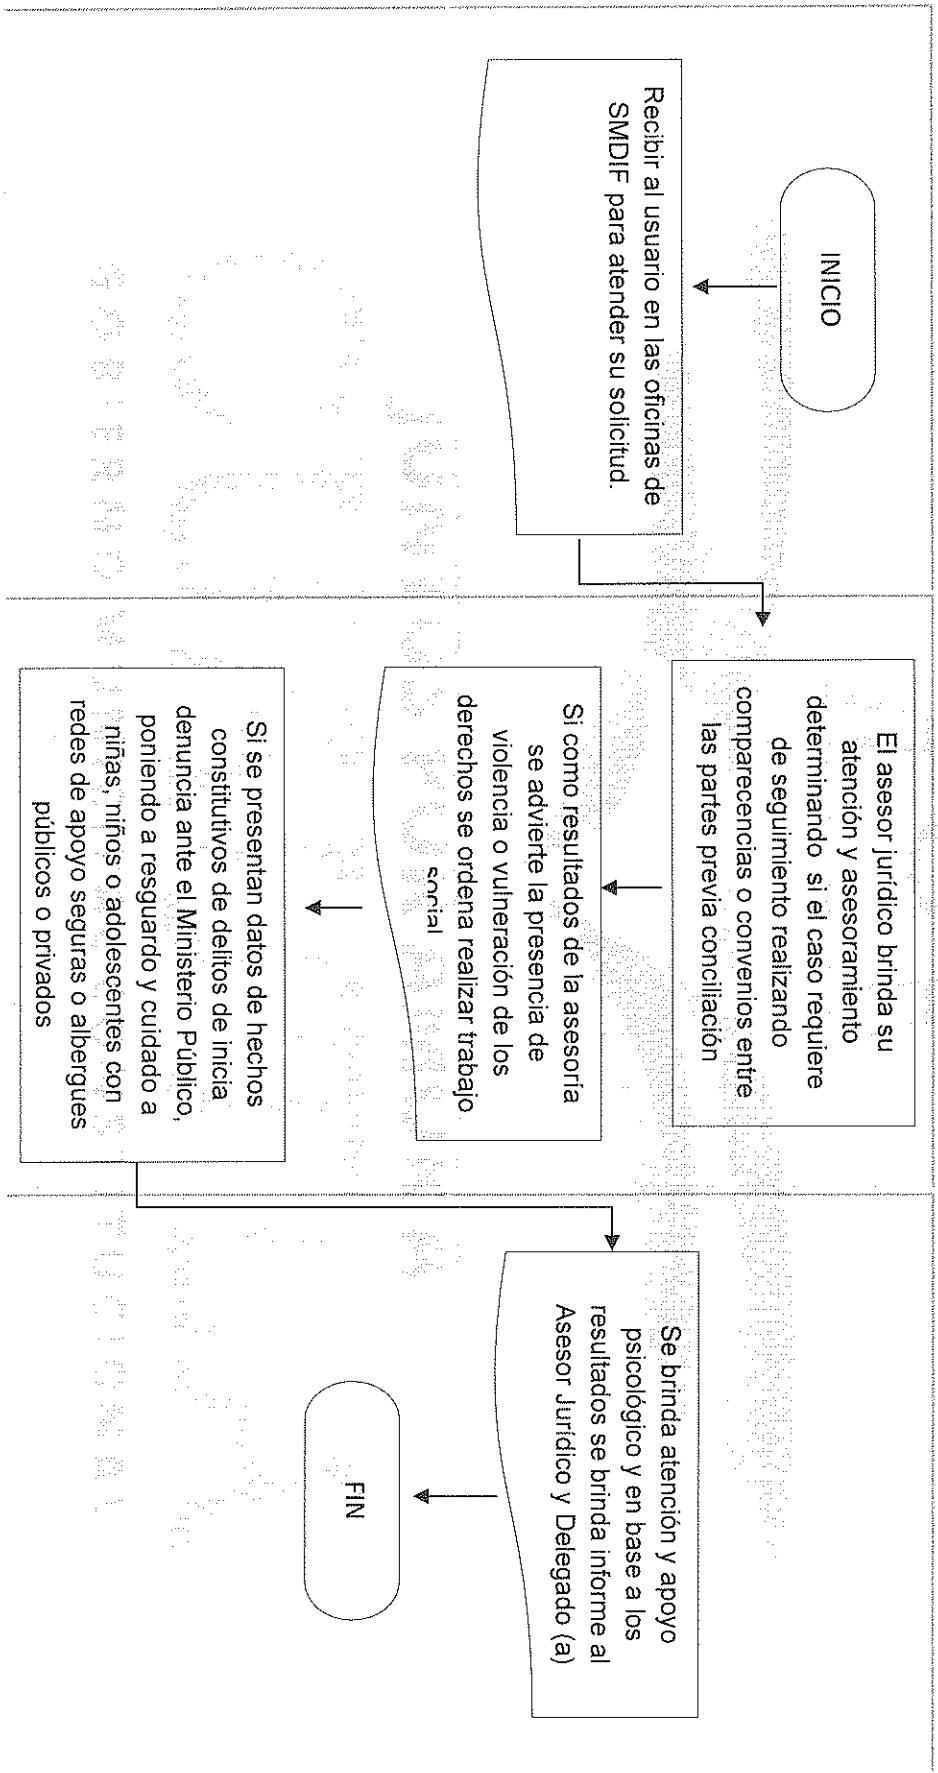 INICIO
Recibir al usuario en las oficinas de
SMDIF para atender su solicitud.
El asesor jurídico brinda su
atención y asesoramiento
determinando si el caso requiere
de seguimiento realizando
comparecencias o convenios entre
las partes previa conciliación
Si como resultados de la asesoría
se advierte la presencia de
violencia o vulneración de los
derechos se ordena realizar trabajo
social
Si se presentan datos de hechos
constitutivos de delitos de inicia
denuncia ante el Ministerio Público,
poniendo a resguardo y cuidado a
niñas, niños o adolescentes con
redes de apoyo seguras o albergues
públicos o privados
Se brinda atención y apoyo
psicológico y en base a los
resultados se brinda informe al
Asesor Jurídico y Delegado (a)
FIN